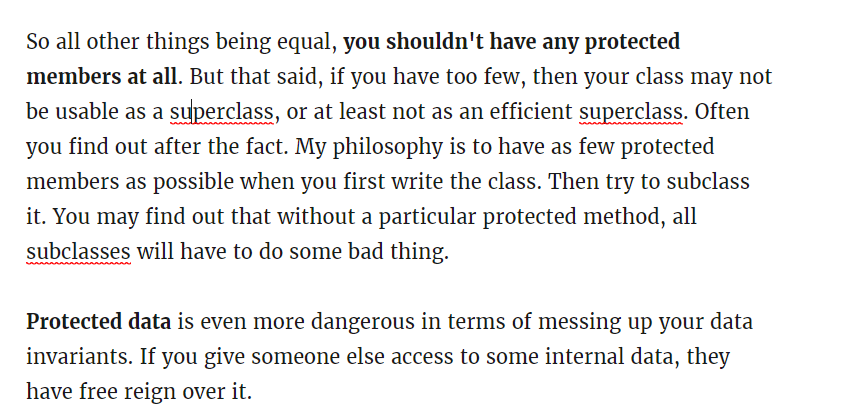 So all other things being equal, you shouldn't have any protected
members at all. But that said, if you have too few, then your class may not
be usable as a superclass, or at least not as an efficient superclass. Often
you find out after the fact. My philosophy is to have as few protected
members as possible when you first write the class. Then try to subclass
it. You may find out that without a particular protected method, all
subclasses will have to do some bad thing.
Protected data is even more dangerous in terms of messing up your data
invariants. If you give someone else access to some internal data, they
have free reign over it.